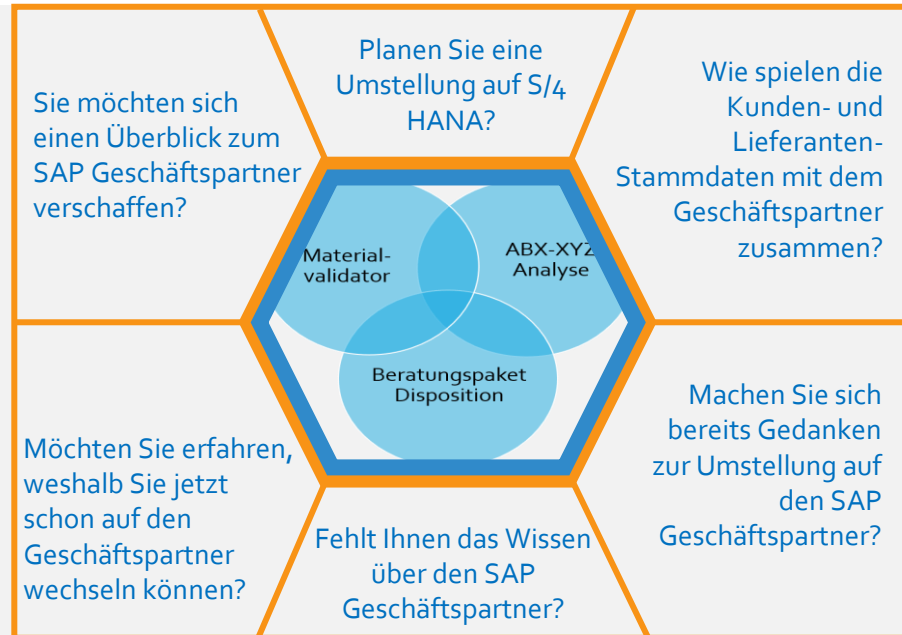 Sie möchten sich
einen Überblick zum
SAP Geschäftspartner
verschaffen?
Planen Sie eine
Umstellung auf S/4
HANA?
Wie spielen die
Kunden- und
Lieferanten-
Stammdaten mit dem
Geschäftspartner
zusammen?
Material-
validator
ABX-XYZ
Analyse
Beratungspaket
Disposition
Möchten Sie erfahren,
weshalb Sie jetzt
schon auf den
Geschäftspartner
wechseln können?
Fehlt Ihnen das Wissen
über den SAP
Geschäftspartner?
Machen Sie sich
bereits Gedanken
zur Umstellung auf
den SAP
Geschäftspartner?